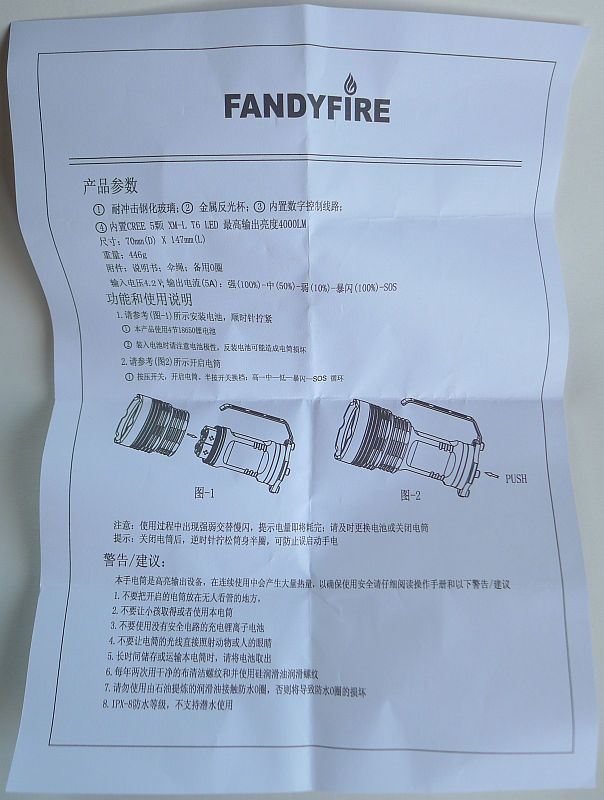 FANDYFIRE
产品参数
① 耐冲击钢化玻璃; ② 金属反光杯; ③ 内置数字控制线路;
④ 内置CREE 5颗 XM-L T6 LED 最高输出亮度4000LM
尺寸: 70mm(D) X 147mm(L)
重量: 446g
附件: 说明书; 伞绳; 备用O圈
输入电压4.2V,输出电流(5A): 强(100%)-中(50%)-弱(10%)-暴闪(100%)-SOS
功能和使用说明
1.请参考(图-1)所示安装电池, 顺时针拧紧
① 本产品使用4节18650锂电池
② 装入电池时请注意电池极性, 反装电池可能造成电筒损坏
2.请参考(图2)所示开启电筒
① 按压开关, 开启电筒、半按开关换档: 高—中—低—暴闪—SOS 循环
PUSH
图-1
图-2
注意: 使用过程中出现强弱交替慢闪, 提示电量即将耗完; 请及时更换电池或关闭电筒
提示: 关闭电筒后, 逆时针拧松筒身半圈, 可防止误启动手电
警告/建议:
本手电筒是高亮输出设备, 在连续使用中会产生大量热量. 以确保使用安全请仔细阅读操作手册和以下警告/建议
1.不要把开启的电筒放在无人看管的地方.
2.不要让小孩取得或者使用本电筒
3.不要使用没有安全电路的充电锂离子电池
4.不要让电筒的光线直接照射动物或人的眼睛
5.长时间储存或运输本电筒时, 请将电池取出
6.每年两次用干净的布清洁螺纹和并使用硅润滑油润滑螺纹
7.请勿使用由石油提炼的润滑油接触防水O圈, 否则将导致防水O圈的损坏
8.IPX-8防水等级, 不支持潜水使用